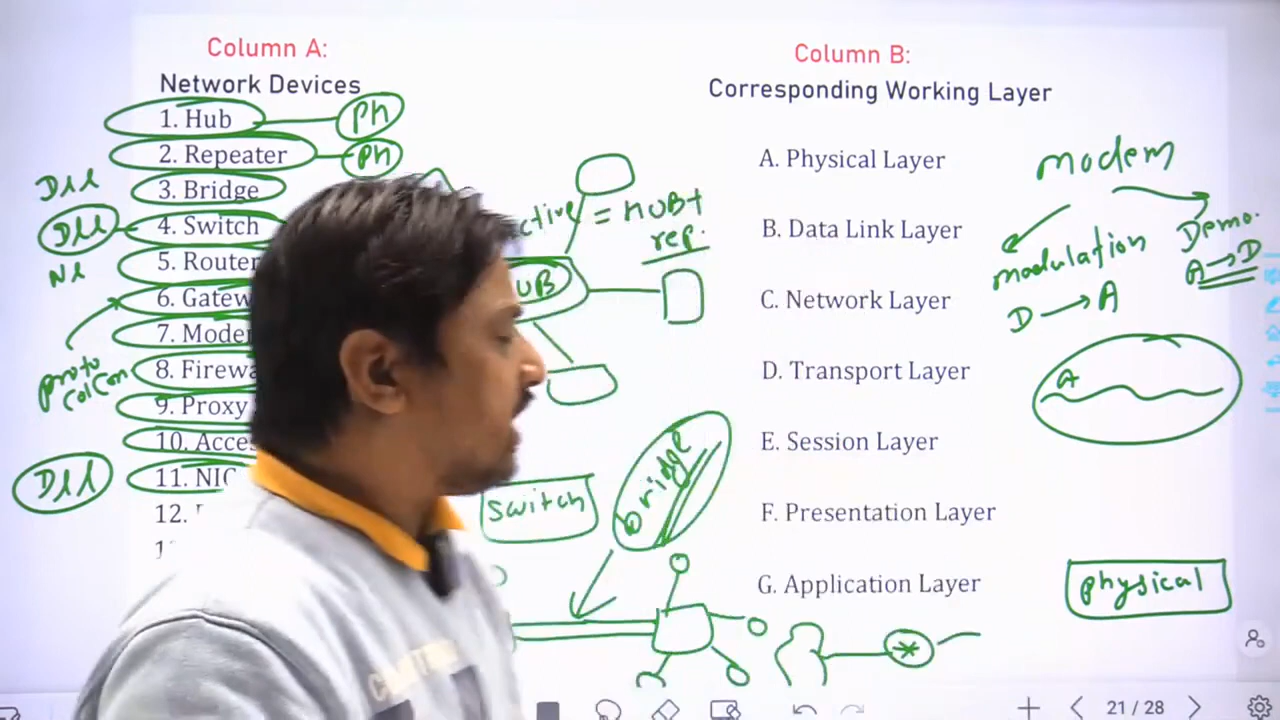 Column A:
Network Devices
1. Hub
ph
2. Repeater
ph
Dll
3. Bridge
Dll
4. Switch
Nl
5. Router
6. Gatew
7. Mode
proto
col Con
8. Firewa
9. Proxy
10. Acce
Dll
11. NIC
12.
ctive = HUB+
rep.
UB
switch
Bridge
Column B:
Corresponding Working Layer
A. Physical Layer
B. Data Link Layer
C. Network Layer
D. Transport Layer
E. Session Layer
F. Presentation Layer
G. Application Layer
modem
modulation
D → A
Demo.
A → D
a
physical
*
21 / 28